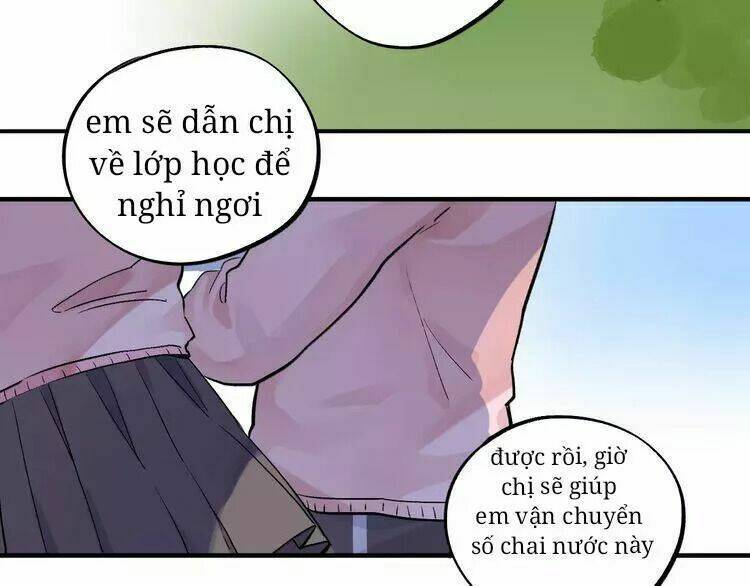 em sẽ dẫn chị
về lớp học để
nghỉ ngơi
được rồi, giờ
chị sẽ giúp
em vận chuyển
số chai nước này